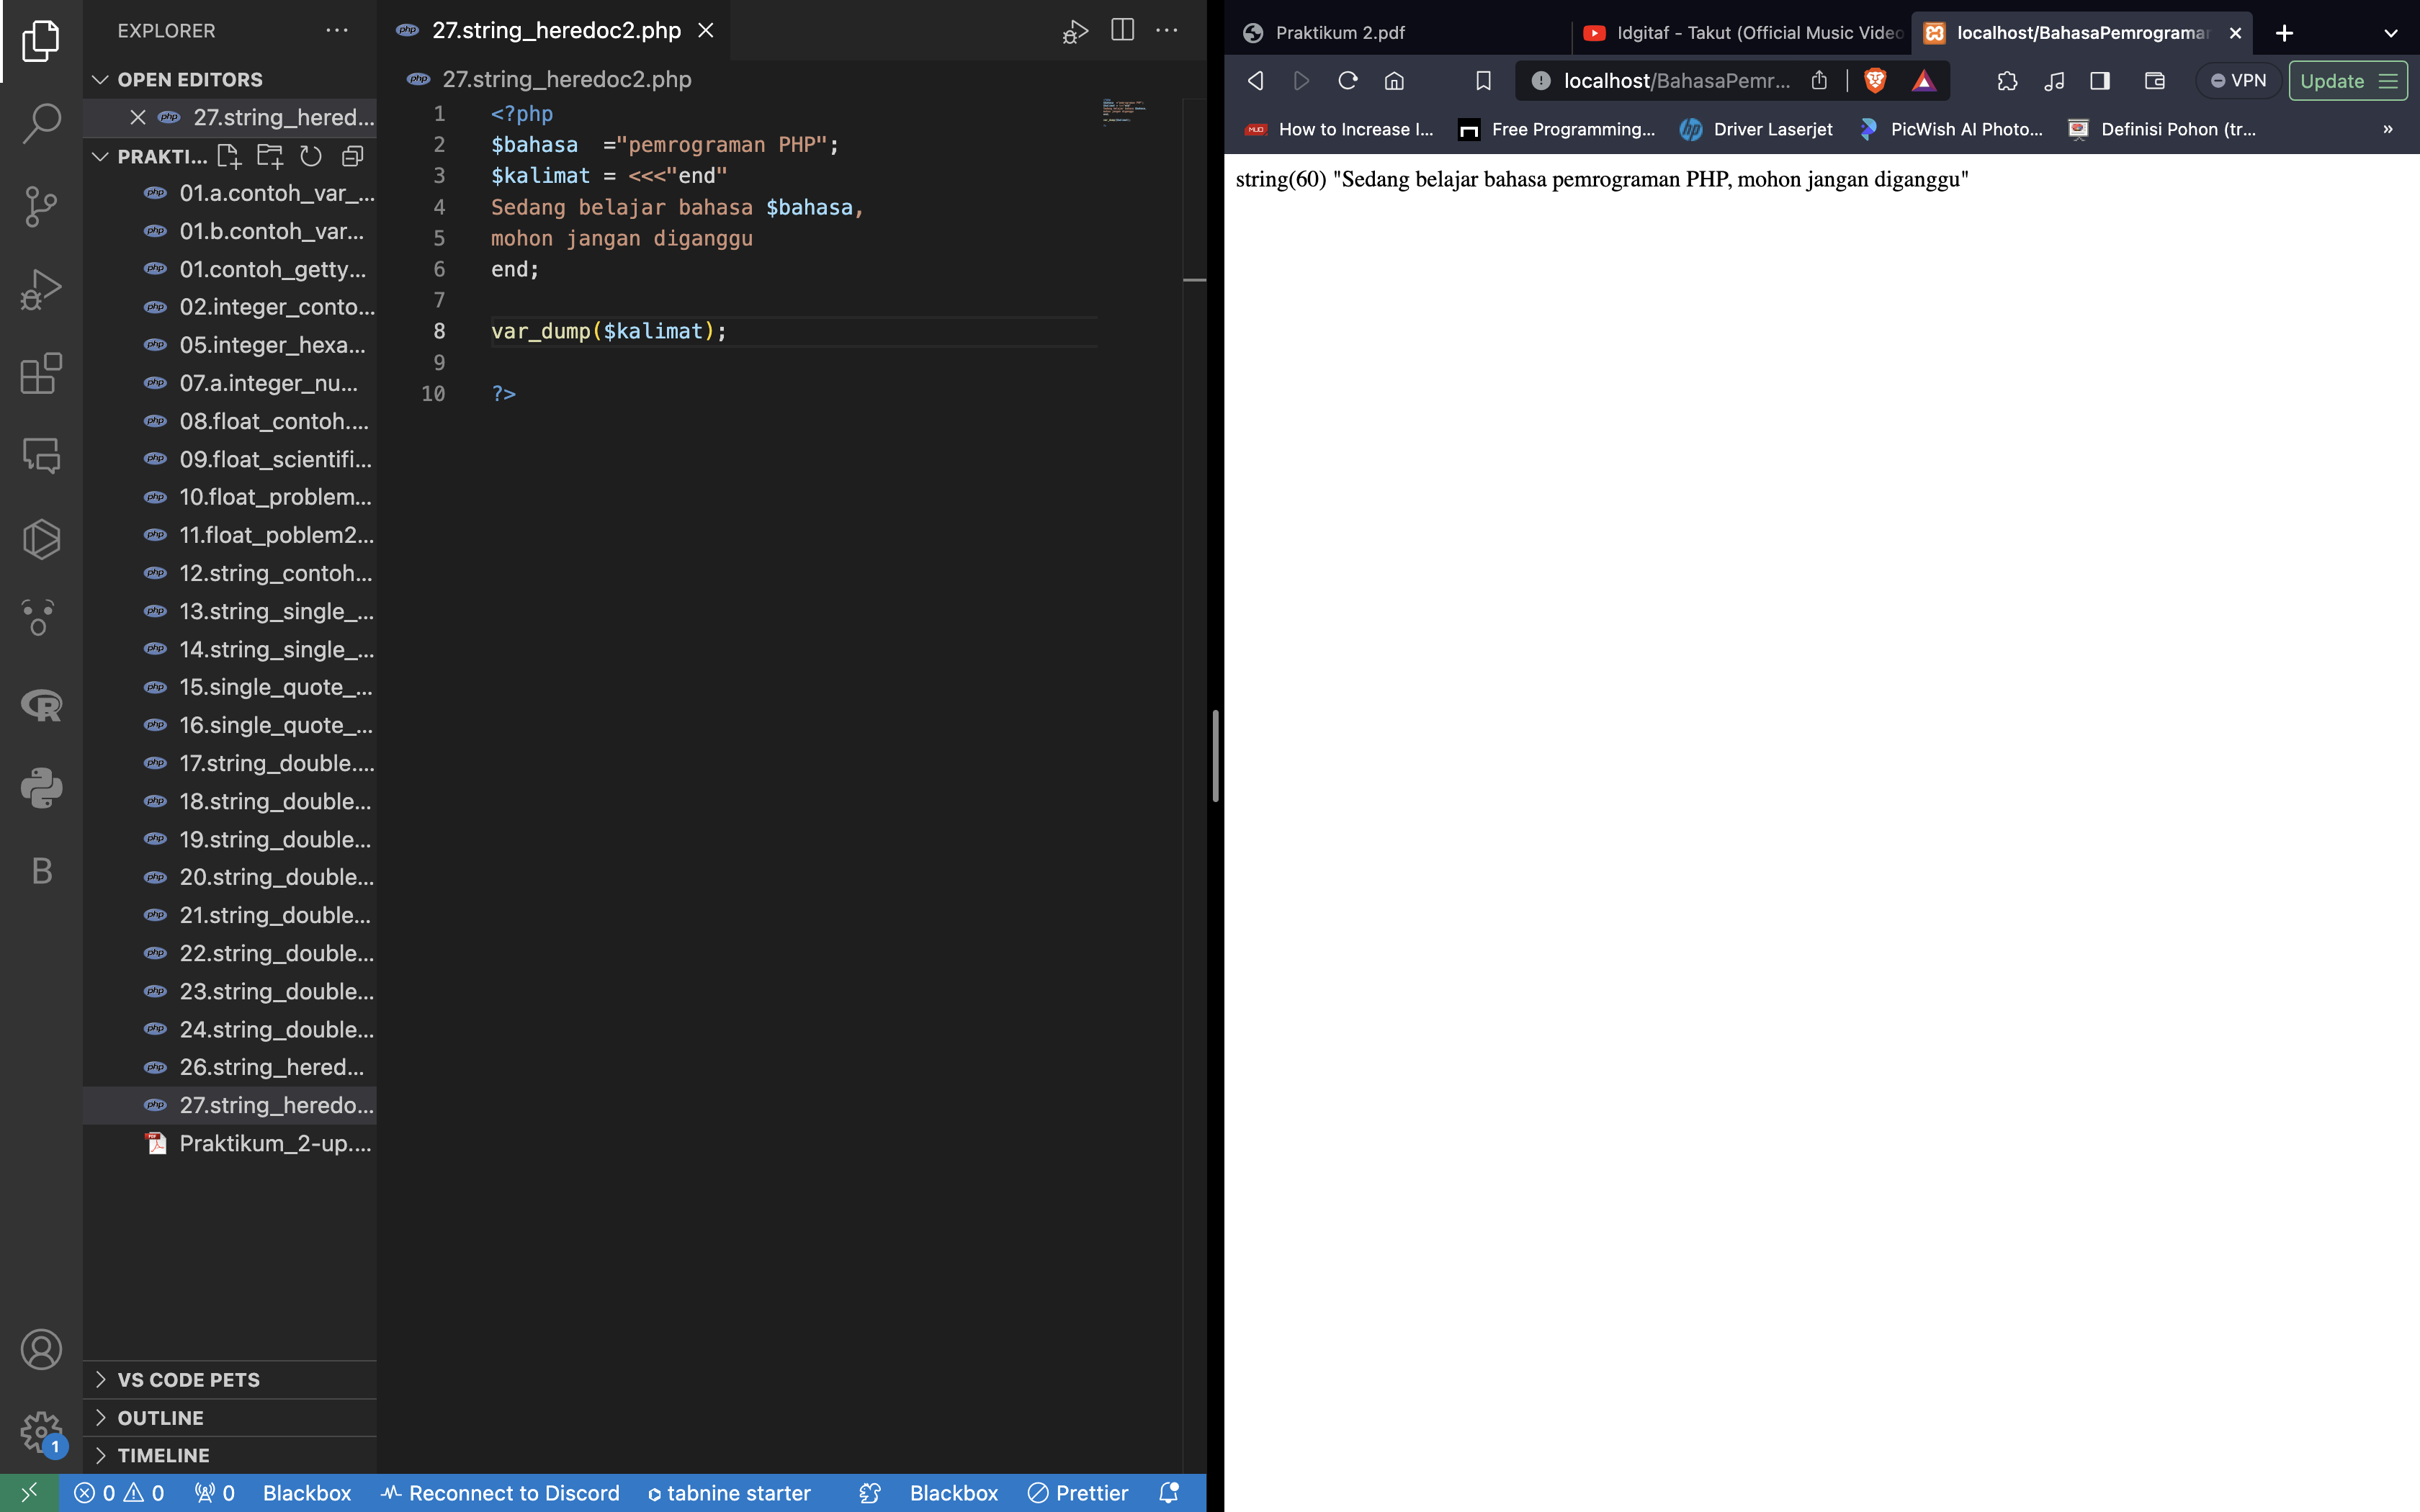 EXPLORER
OPEN EDITORS
27.string_hered...
PRAKTI...
01.a.contoh_var_...
01.b.contoh_var...
01.contoh_getty...
02.integer_conto...
05.integer_hexa...
07.a.integer_nu...
08.float_contoh....
09.float_scientifi...
10.float_problem...
11.float_poblem2...
12.string_contoh...
13.string_single_...
14.string_single_...
15.single_quote_...
16.single_quote_...
17.string_double....
18.string_double...
19.string_double...
20.string_double...
21.string_double...
22.string_double...
23.string_double...
24.string_double...
26.string_hered...
27.string_heredo...
Praktikum_2-up....
VS CODE PETS
OUTLINE
TIMELINE
B
1
27.string_heredoc2.php
27.string_heredoc2.php
1 <?php
2 $bahasa  ="pemrograman PHP";
3 $kalimat = <<<"end"
4 Sedang belajar bahasa $bahasa,
5 mohon jangan diganggu
6 end;
7
8 var_dump($kalimat);
9
10 ?>
0 0 0 Blackbox Reconnect to Discord tabnine starter Blackbox Prettier
Praktikum 2.pdf
Idgitaf - Takut (Official Music Video
localhost/BahasaPemrograman
localhost/BahasaPemr...
VPN
Update
How to Increase I...
Free Programming...
Driver Laserjet
PicWish AI Photo...
Definisi Pohon (tr...
»
string(60) "Sedang belajar bahasa pemrograman PHP, mohon jangan diganggu"